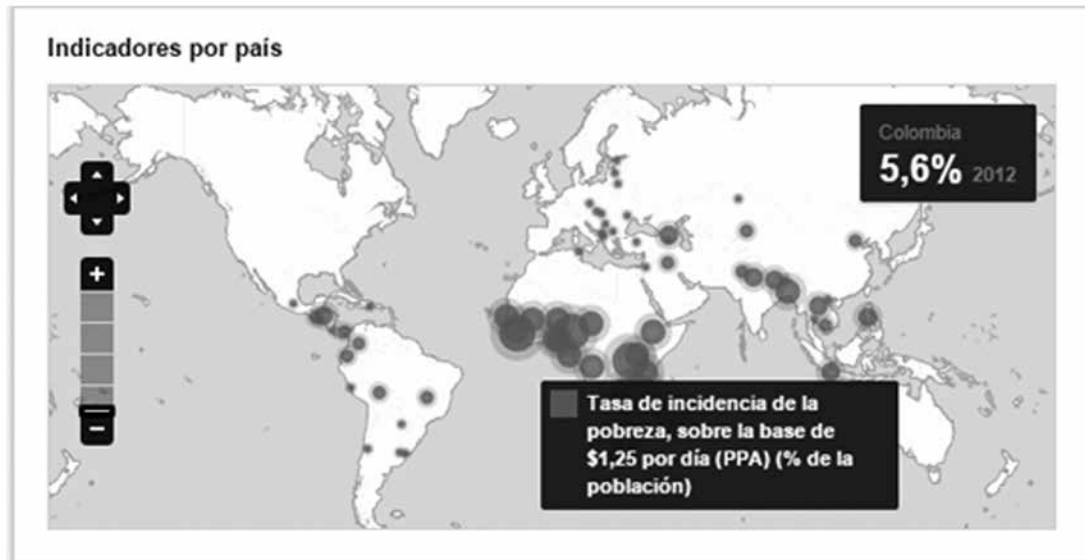 Indicadores por país
Colombia
5,6% 2012
+
−
Tasa de incidencia de la
pobreza, sobre la base de
$1,25 por día (PPA) (% de la
población)